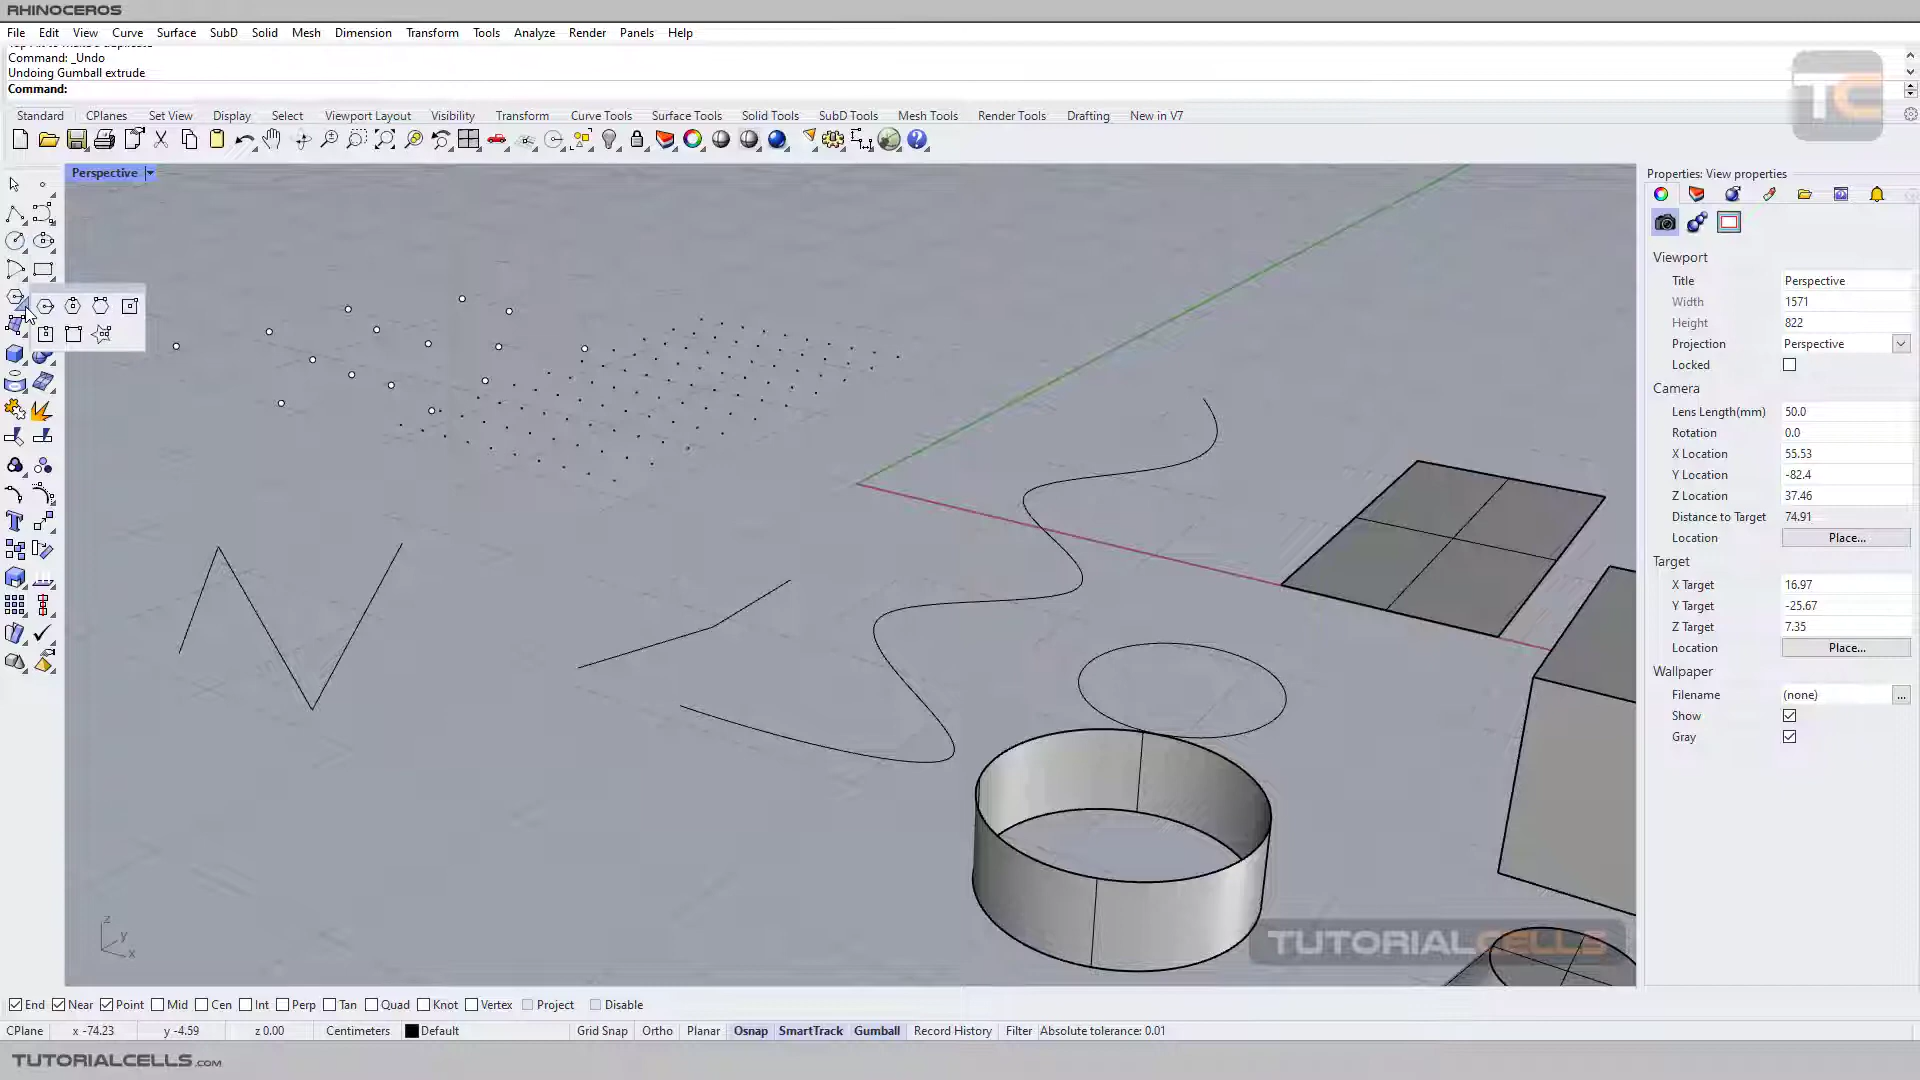 RHINOCEROS
File Edit View Curve Surface SubD Solid Mesh Dimension Transform Tools Analyze Render Panels Help
Command: _Undo
Undoing Gumball extrude
Command:
Standard CPlanes Set View Display Select Viewport Layout Visibility Transform Curve Tools Surface Tools Solid Tools SubD Tools Mesh Tools Render Tools Drafting New in V7
TC
Perspective
Properties: View properties
Viewport
Title Perspective
Width 1571
Height 822
Projection Perspective
Locked
Camera
Lens Length(mm) 50.0
Rotation 0.0
X Location 55.53
Y Location -82.4
Z Location 37.46
Distance to Target 74.91
Location Place...
Target
X Target 16.97
Y Target -25.67
Z Target 7.35
Location Place...
Wallpaper
Filename (none) ...
Show
Gray
z
y
x
TUTORIALCELLS
End Near Point Mid Cen Int Perp Tan Quad Knot Vertex Project Disable
CPlane x -74.23 y -4.59 z 0.00 Centimeters Default Grid Snap Ortho Planar Osnap SmartTrack Gumball Record History Filter Absolute tolerance: 0.01
TUTORIALCELLS.COM